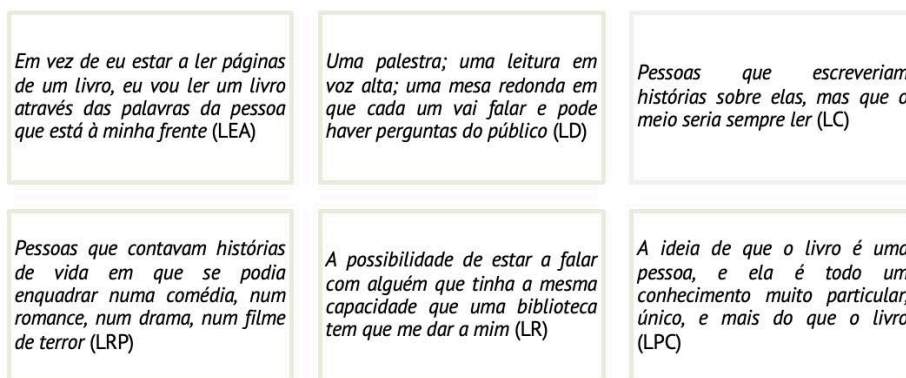 Em vez de eu estar a ler páginas
de um livro, eu vou ler um livro
através das palavras da pessoa
que está à minha frente (LEA)
Uma palestra; uma leitura em
voz alta; uma mesa redonda em
que cada um vai falar e pode
haver perguntas do público (LD)
Pessoas que escreveriam
histórias sobre elas, mas que o
meio seria sempre ler (LC)
Pessoas que contavam histórias
de vida em que se podia
enquadrar numa comédia, num
romance, num drama, num filme
de terror (LRP)
A possibilidade de estar a falar
com alguém que tinha a mesma
capacidade que uma biblioteca
tem que me dar a mim (LR)
A ideia de que o livro é uma
pessoa, e ela é todo um
conhecimento muito particular,
único, e mais do que o livro
(LPC)